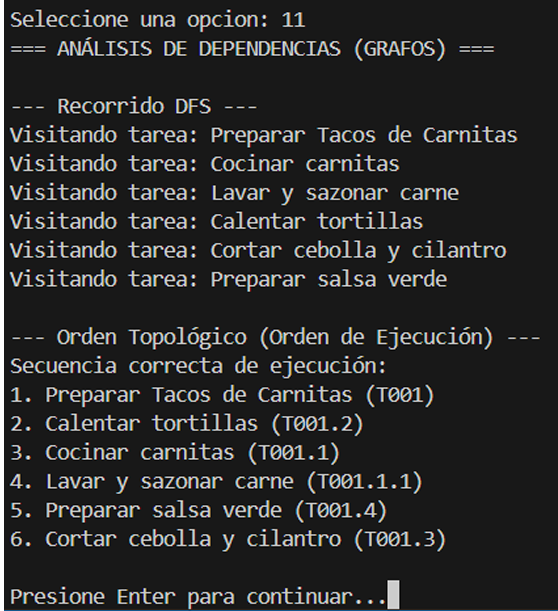 Seleccione una opcion: 11
=== ANÁLISIS DE DEPENDENCIAS (GRAFOS) ===
--- Recorrido DFS ---
Visitando tarea: Preparar Tacos de Carnitas
Visitando tarea: Cocinar carnitas
Visitando tarea: Lavar y sazonar carne
Visitando tarea: Calentar tortillas
Visitando tarea: Cortar cebolla y cilantro
Visitando tarea: Preparar salsa verde
--- Orden Topológico (Orden de Ejecución) ---
Secuencia correcta de ejecución:
1. Preparar Tacos de Carnitas (T001)
2. Calentar tortillas (T001.2)
3. Cocinar carnitas (T001.1)
4. Lavar y sazonar carne (T001.1.1)
5. Preparar salsa verde (T001.4)
6. Cortar cebolla y cilantro (T001.3)
Presione Enter para continuar...